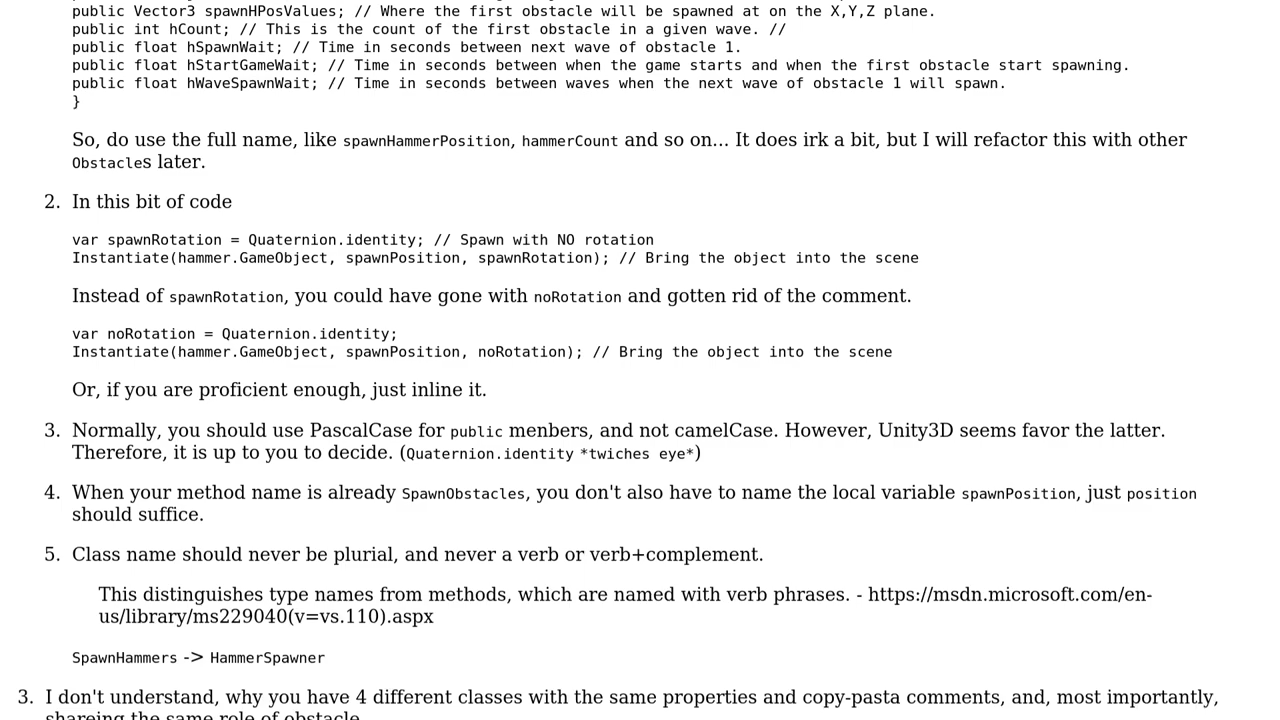 public Vector3 spawnHPosValues; // Where the first obstacle will be spawned at on the X,Y,Z plane.
public int hCount; // This is the count of the first obstacle in a given wave. //
public float hSpawnWait; // Time in seconds between next wave of obstacle 1.
public float hStartGameWait; // Time in seconds between when the game starts and when the first obstacle start spawning.
public float hWaveSpawnWait; // Time in seconds between waves when the next wave of obstacle 1 will spawn.
}
So, do use the full name, like spawnHammerPosition, hammerCount and so on... It does irk a bit, but I will refactor this with other
Obstacles later.
2. In this bit of code
var spawnRotation = Quaternion.identity; // Spawn with NO rotation
Instantiate(hammer.GameObject, spawnPosition, spawnRotation); // Bring the object into the scene
Instead of spawnRotation, you could have gone with noRotation and gotten rid of the comment.
var noRotation = Quaternion.identity;
Instantiate(hammer.GameObject, spawnPosition, noRotation); // Bring the object into the scene
Or, if you are proficient enough, just inline it.
3. Normally, you should use PascalCase for public menbers, and not camelCase. However, Unity3D seems favor the latter.
Therefore, it is up to you to decide. (Quaternion.identity *twiches eye*)
4. When your method name is already SpawnObstacles, you don't also have to name the local variable spawnPosition, just position
should suffice.
5. Class name should never be plurial, and never a verb or verb+complement.
This distinguishes type names from methods, which are named with verb phrases. - https://msdn.microsoft.com/en-
us/library/ms229040(v=vs.110).aspx
SpawnHammers -> HammerSpawner
3. I don't understand, why you have 4 different classes with the same properties and copy-pasta comments, and, most importantly,
shareing the same role of obstacle.